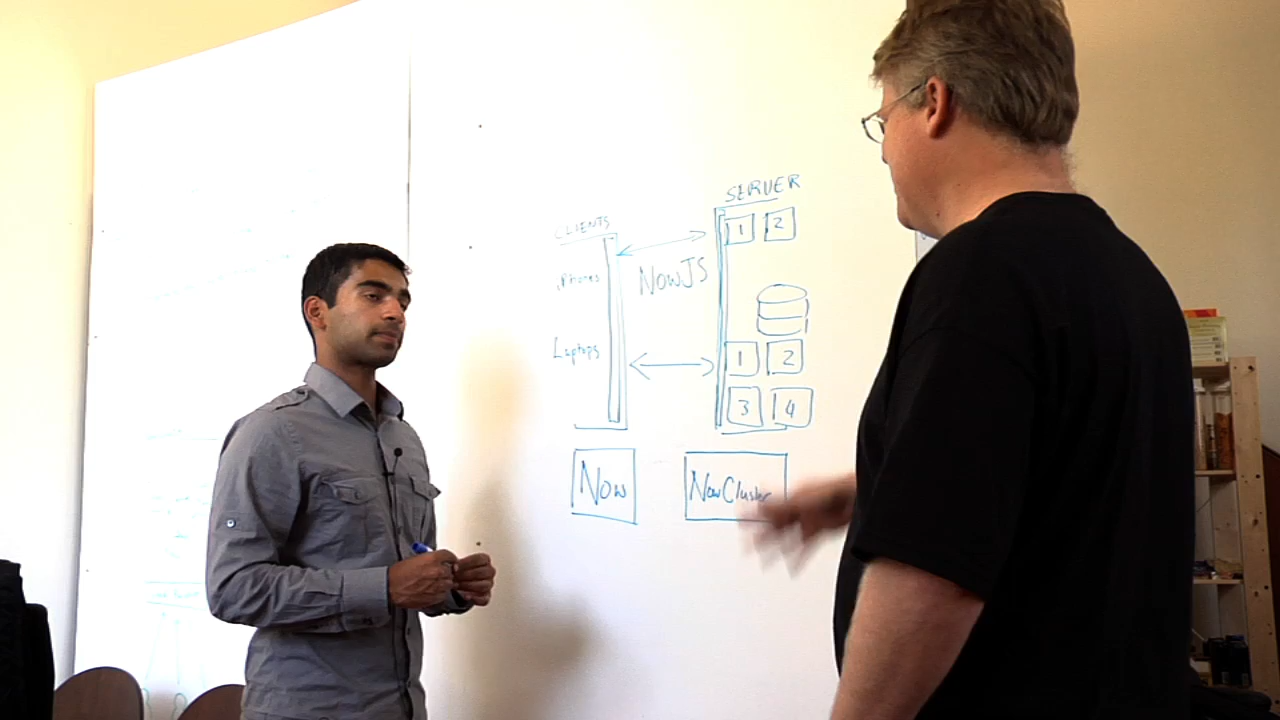 SERVER
1 2
CLIENTS
iPhones
NowJS
Laptops
1 2
3 4
Now
NowCluster